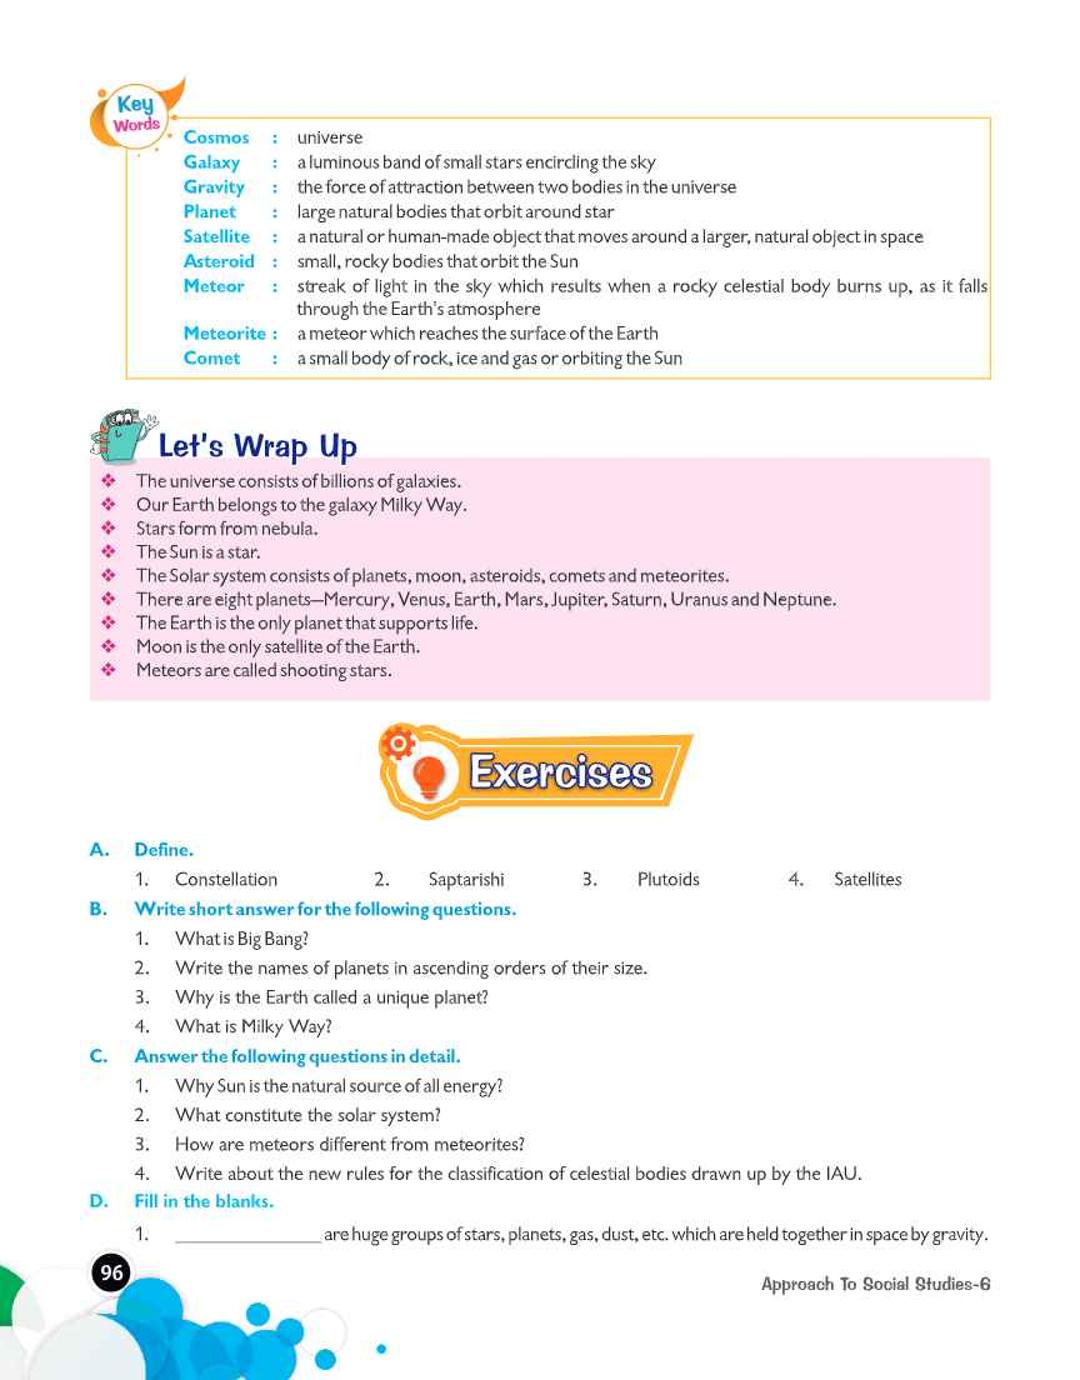 Key
Words
Cosmos : universe
Galaxy : a luminous band of small stars encircling the sky
Gravity : the force of attraction between two bodies in the universe
Planet : large natural bodies that orbit around star
Satellite : a natural or human-made object that moves around a larger, natural object in space
Asteroid : small, rocky bodies that orbit the Sun
Meteor : streak of light in the sky which results when a rocky celestial body burns up, as it falls
through the Earth's atmosphere
Meteorite : a meteor which reaches the surface of the Earth
Comet : a small body of rock, ice and gas or orbiting the Sun
Let's Wrap Up
❖ The universe consists of billions of galaxies.
❖ Our Earth belongs to the galaxy Milky Way.
❖ Stars form from nebula.
❖ The Sun is a star.
❖ The Solar system consists of planets, moon, asteroids, comets and meteorites.
❖ There are eight planets—Mercury, Venus, Earth, Mars, Jupiter, Saturn, Uranus and Neptune.
❖ The Earth is the only planet that supports life.
❖ Moon is the only satellite of the Earth.
❖ Meteors are called shooting stars.
Exercises
A. Define.
1. Constellation 2. Saptarishi 3. Plutoids 4. Satellites
B. Write short answer for the following questions.
1. What is Big Bang?
2. Write the names of planets in ascending orders of their size.
3. Why is the Earth called a unique planet?
4. What is Milky Way?
C. Answer the following questions in detail.
1. Why Sun is the natural source of all energy?
2. What constitute the solar system?
3. How are meteors different from meteorites?
4. Write about the new rules for the classification of celestial bodies drawn up by the IAU.
D. Fill in the blanks.
1. _______________ are huge groups of stars, planets, gas, dust, etc. which are held together in space by gravity.
96
Approach To Social Studies-6